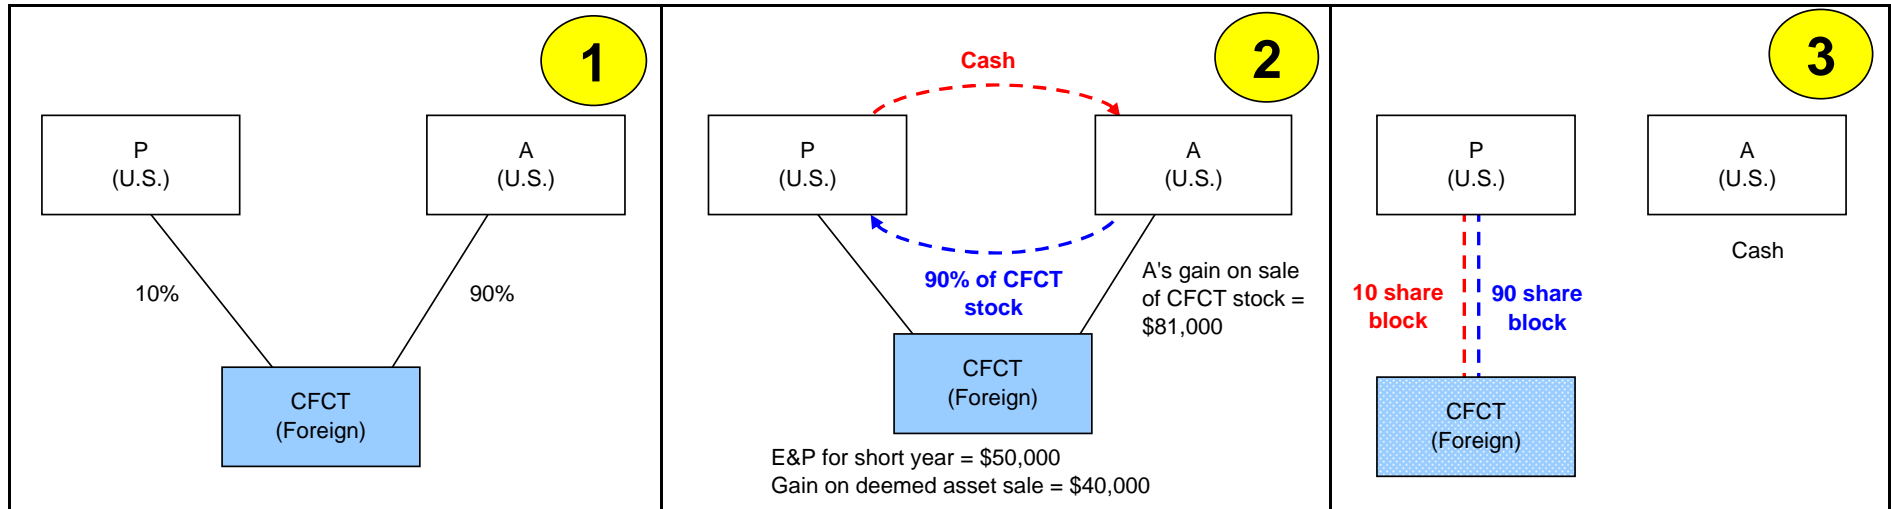 1
P
(U.S.)
A
(U.S.)
10%
90%
CFCT
(Foreign)
2
Cash
P
(U.S.)
A
(U.S.)
90% of CFCT
stock
A's gain on sale
of CFCT stock =
$81,000
CFCT
(Foreign)
E&P for short year = $50,000
Gain on deemed asset sale = $40,000
3
P
(U.S.)
A
(U.S.)
Cash
10 share
block
90 share
block
CFCT
(Foreign)